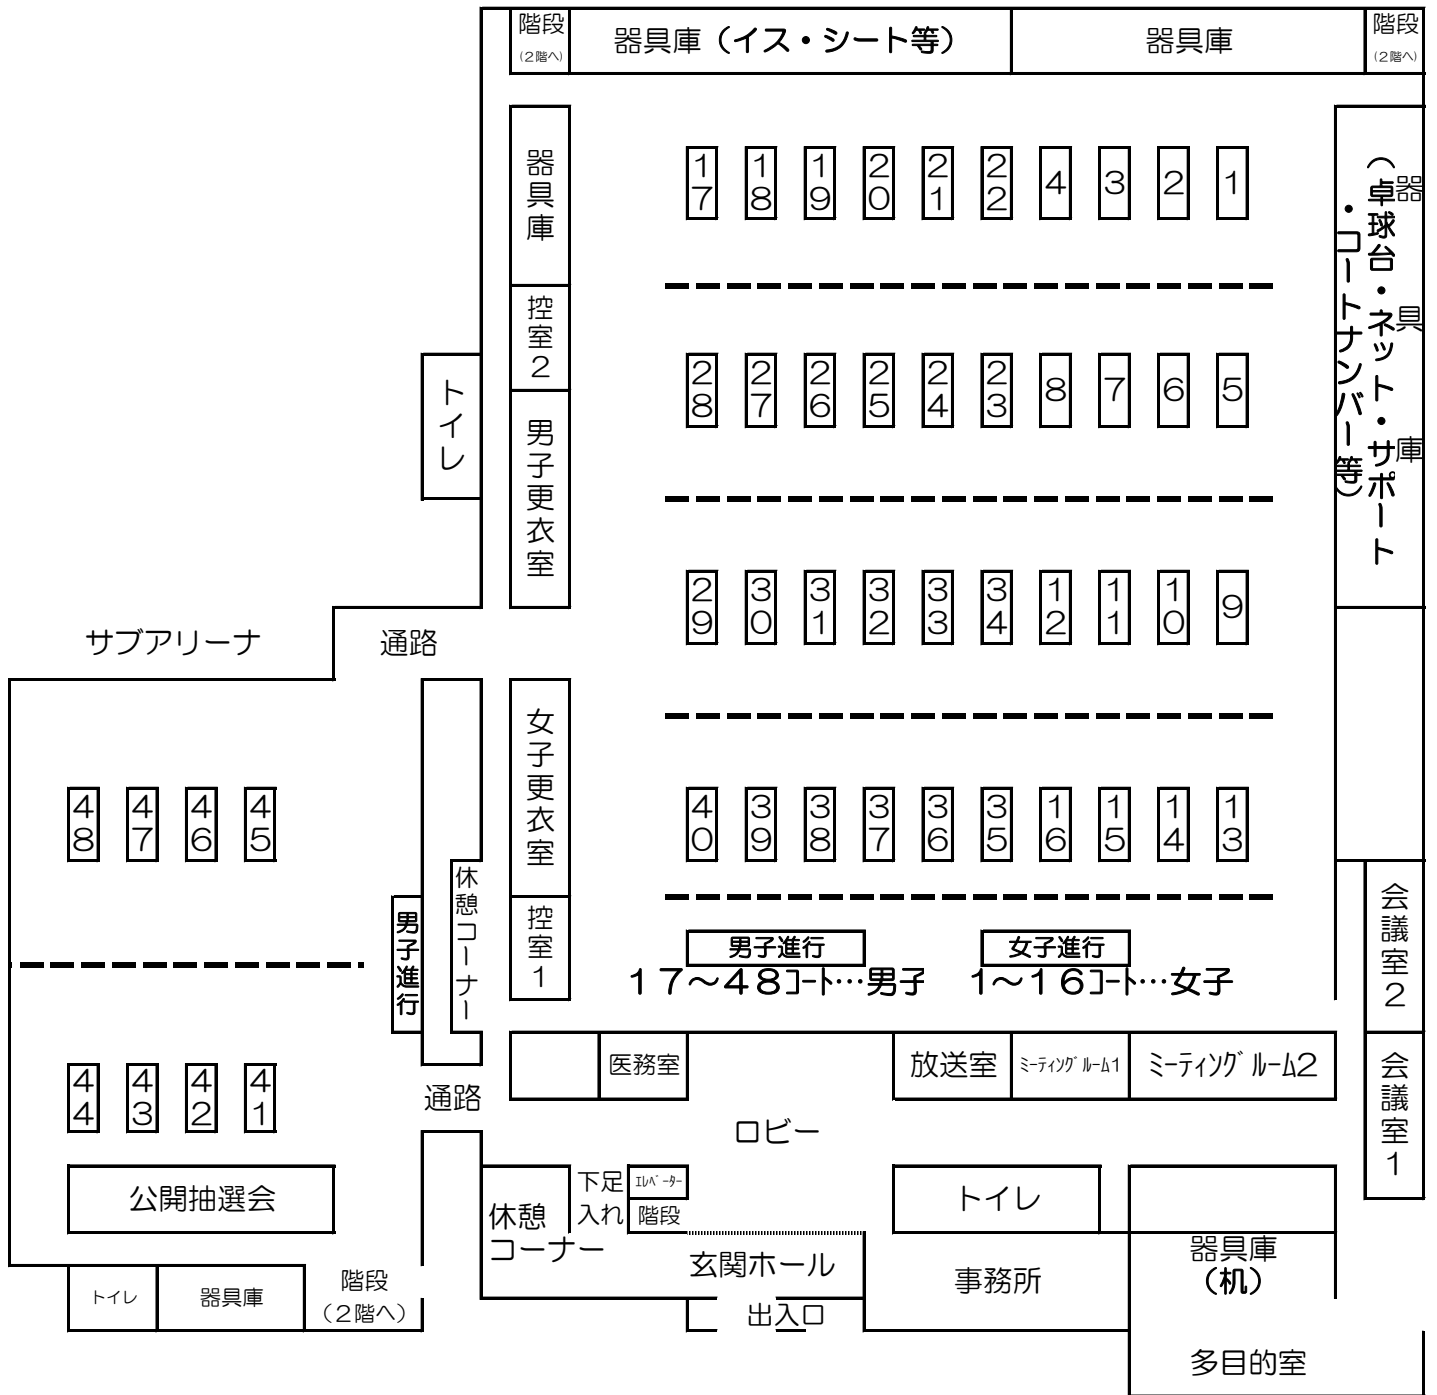 階段
(2階へ)
器具庫（イス・シート等）
器具庫
階段
(2階へ)
器具庫
17 18 19 20 21 22 4 3 2 1
器具庫
（卓球台・ネット・サポート
・コートナンバー等）
控室2
28 27 26 25 24 23 8 7 6 5
トイレ
男子更衣室
29 30 31 32 33 34 12 11 10 9
サブアリーナ
通路
女子更衣室
48 47 46 45
40 39 38 37 36 35 16 15 14 13
休憩コーナー
男子進行
控室1
男子進行
女子進行
17～48ｺｰﾄ…男子
1～16ｺｰﾄ…女子
会議室2
医務室
放送室
ﾐｰﾃｨﾝｸﾞﾙｰﾑ1
ﾐｰﾃｨﾝｸﾞﾙｰﾑ2
会議室1
44 43 42 41
通路
ロビー
公開抽選会
休憩
コーナー
下足
入れ
ｴﾚﾍﾞｰﾀｰ
階段
トイレ
玄関ホール
事務所
器具庫
（机）
トイレ
器具庫
階段
（2階へ）
出入口
多目的室